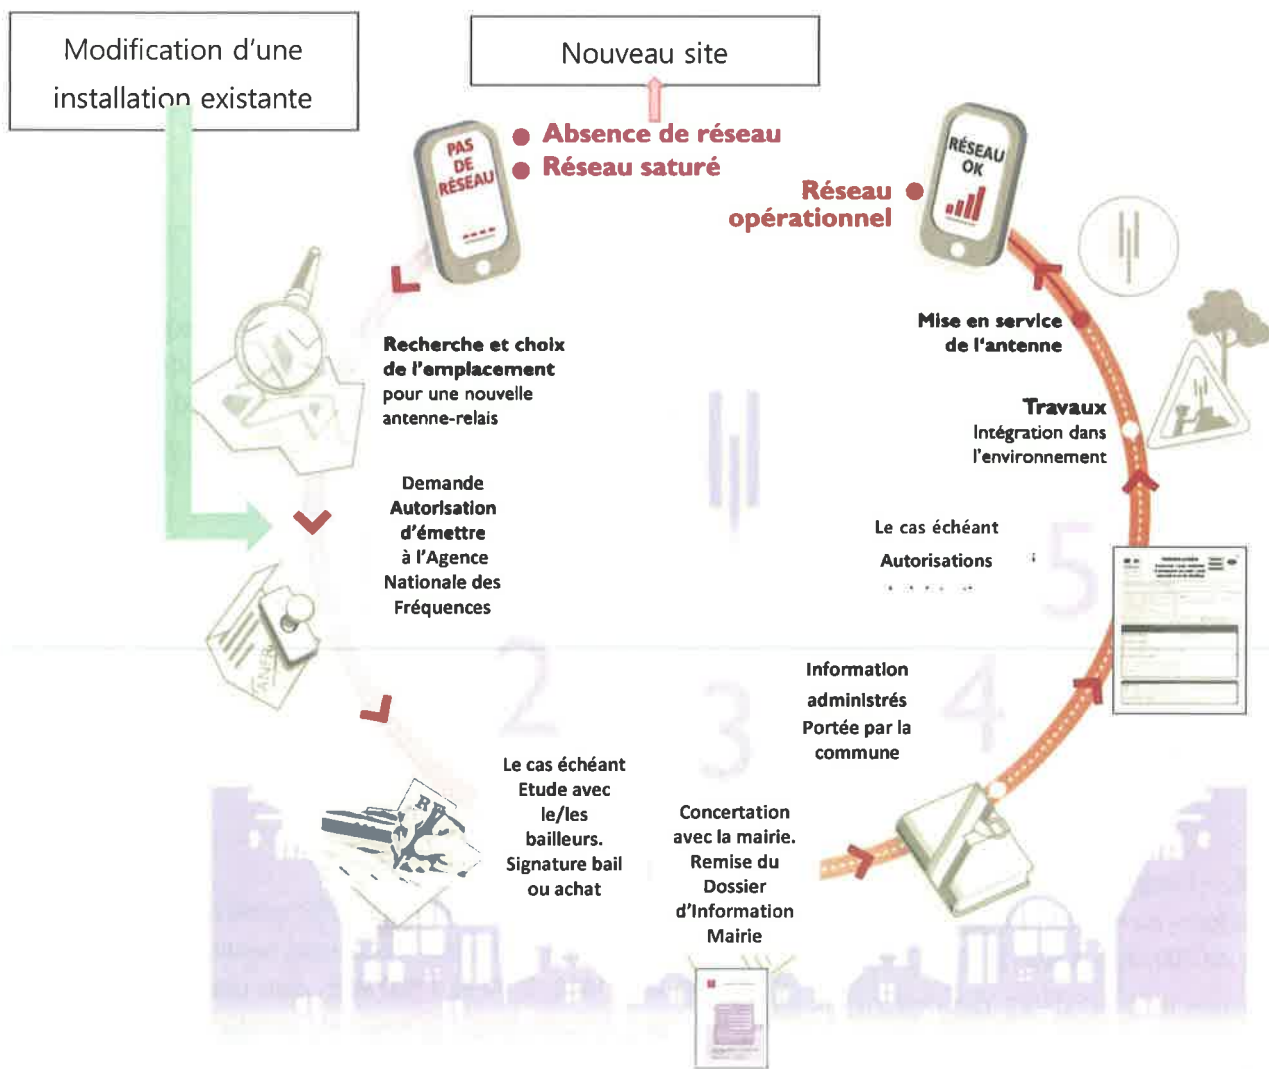 Modification d'une
installation existante
Nouveau site
Absence de réseau
Réseau saturé
PAS
DE
RÉSEAU
RÉSEAU
OK
Réseau
opérationnel
Recherche et choix
de l'emplacement
pour une nouvelle
antenne-relais
Mise en service
de l'antenne
Travaux
Intégration dans
l'environnement
Demande
Autorisation
d'émettre
à l'Agence
Nationale des
Fréquences
Le cas échéant
Autorisations
5
2
3
4
Information
administrés
Portée par la
commune
Le cas échéant
Etude avec
le/les
bailleurs.
Signature bail
ou achat
RF
Concertation
avec la mairie.
Remise du
Dossier
d'Information
Mairie